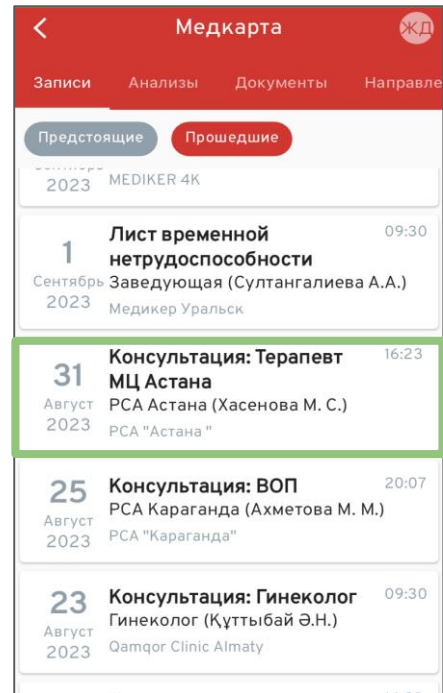 Медкарта
ЖД
Записи Анализы Документы Направле
Предстоящие Прошедшие
2023 MEDIKER 4K
1 Сентябрь 2023
Лист временной 09:30
нетрудоспособности
Заведующая (Султангалиева А.А.)
Медикер Уральск
31 Август 2023
Консультация: Терапевт 16:23
МЦ Астана
РСА Астана (Хасенова М. С.)
РСА "Астана "
25 Август 2023
Консультация: ВОП 20:07
РСА Караганда (Ахметова М. М.)
РСА "Караганда"
23 Август 2023
Консультация: Гинеколог 09:30
Гинеколог (Құттыбай Ә.Н.)
Qamqor Clinic Almaty